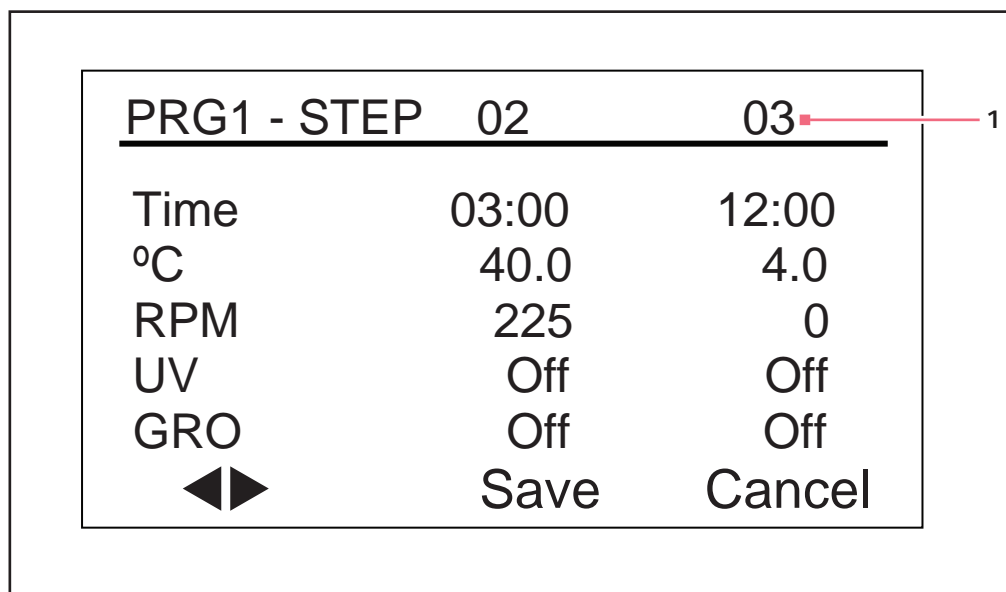 PRG1 - STEP 02 03 1
Time 03:00 12:00
ºC 40.0 4.0
RPM 225 0
UV Off Off
GRO Off Off
Save Cancel